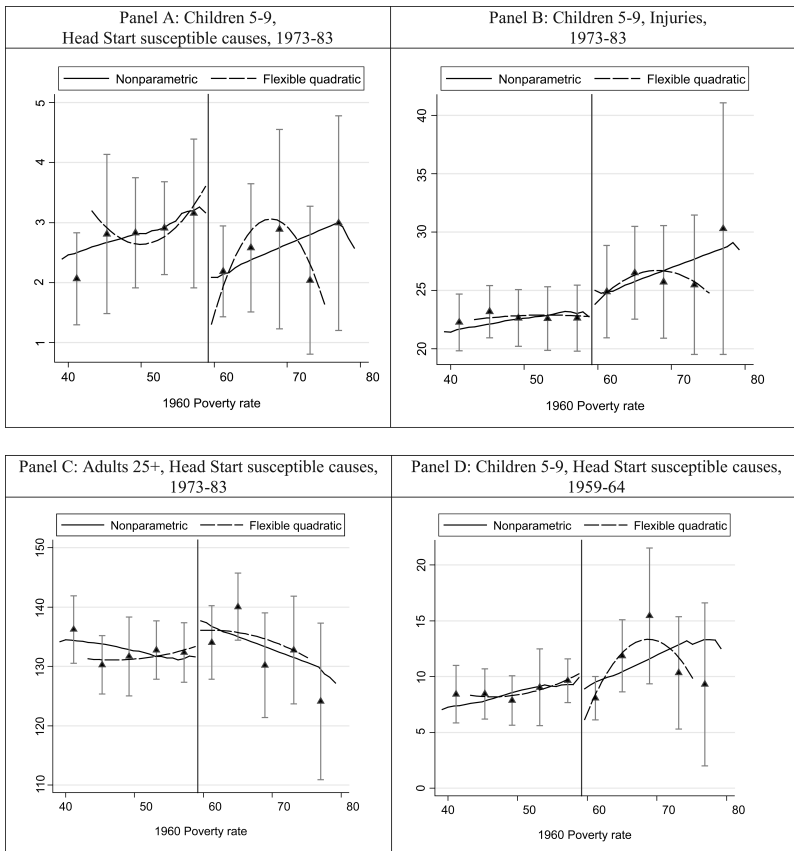 Panel A: Children 5-9,
Head Start susceptible causes, 1973-83
Nonparametric Flexible quadratic
5
4
3
2
1
40 50 60 70 80
1960 Poverty rate
Panel B: Children 5-9, Injuries,
1973-83
Nonparametric Flexible quadratic
40
35
30
25
20
40 50 60 70 80
1960 Poverty rate
Panel C: Adults 25+, Head Start susceptible causes,
1973-83
Nonparametric Flexible quadratic
150
140
130
120
110
40 50 60 70 80
1960 Poverty rate
Panel D: Children 5-9, Head Start susceptible causes,
1959-64
Nonparametric Flexible quadratic
20
15
10
5
0
40 50 60 70 80
1960 Poverty rate